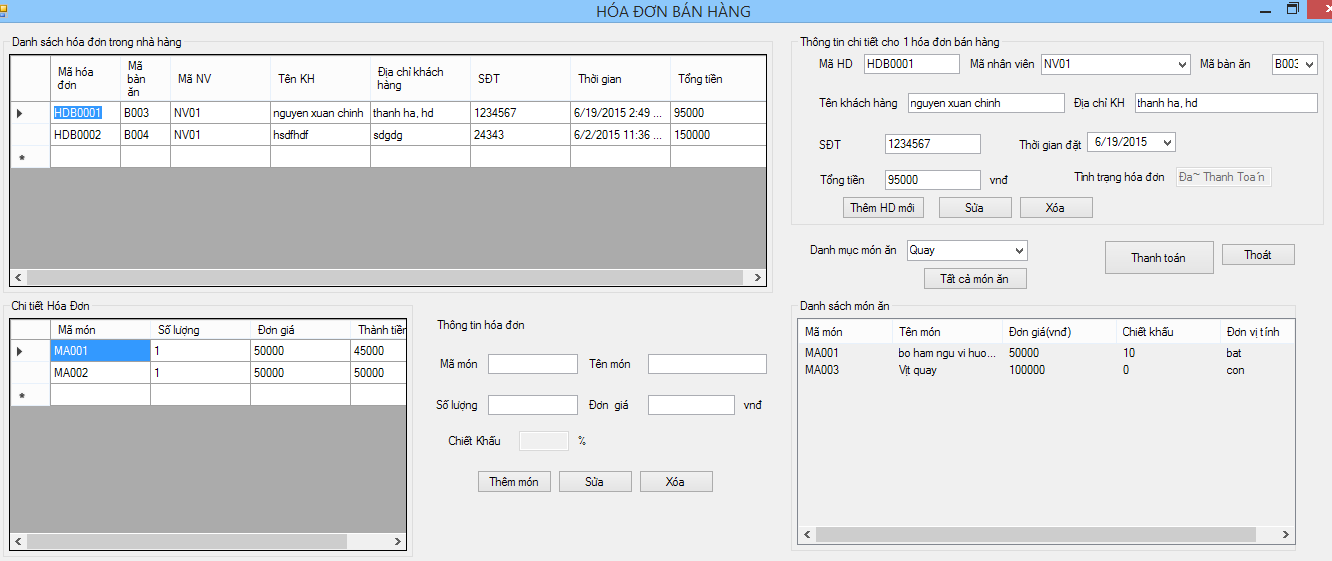 HÓA ĐƠN BÁN HÀNG
Danh sách hóa đơn trong nhà hàng
Mã hóa đơn Mã bàn ăn Mã NV Tên KH Địa chỉ khách hàng SĐT Thời gian Tổng tiền
HDB0001 B003 NV01 nguyen xuan chinh thanh ha, hd 1234567 6/19/2015 2:49 ... 95000
HDB0002 B004 NV01 hsdfhdf sdgdg 24343 6/2/2015 11:36 ... 150000
Thông tin chi tiết cho 1 hóa đơn bán hàng
Mã HD HDB0001 Mã nhân viên NV01 Mã bàn ăn B003
Tên khách hàng nguyen xuan chinh Địa chỉ KH thanh ha, hd
SĐT 1234567 Thời gian đặt 6/19/2015
Tổng tiền 95000 vnđ Tình trạng hóa đơn Đa~ Thanh Toa´n
Thêm HD mới Sửa Xóa
Danh mục món ăn Quay Thanh toán Thoát
Tất cả món ăn
Chi tiết Hóa Đơn
Mã món Số lượng Đơn giá Thành tiền
MA001 1 50000 45000
MA002 1 50000 50000
Thông tin hóa đơn
Mã món Tên món
Số lượng Đơn giá vnđ
Chiết Khấu %
Thêm món Sửa Xóa
Danh sách món ăn
Mã món Tên món Đơn giá(vnđ) Chiết khấu Đơn vị tính
MA001 bo ham ngu vi huo... 50000 10 bat
MA003 Vịt quay 100000 0 con